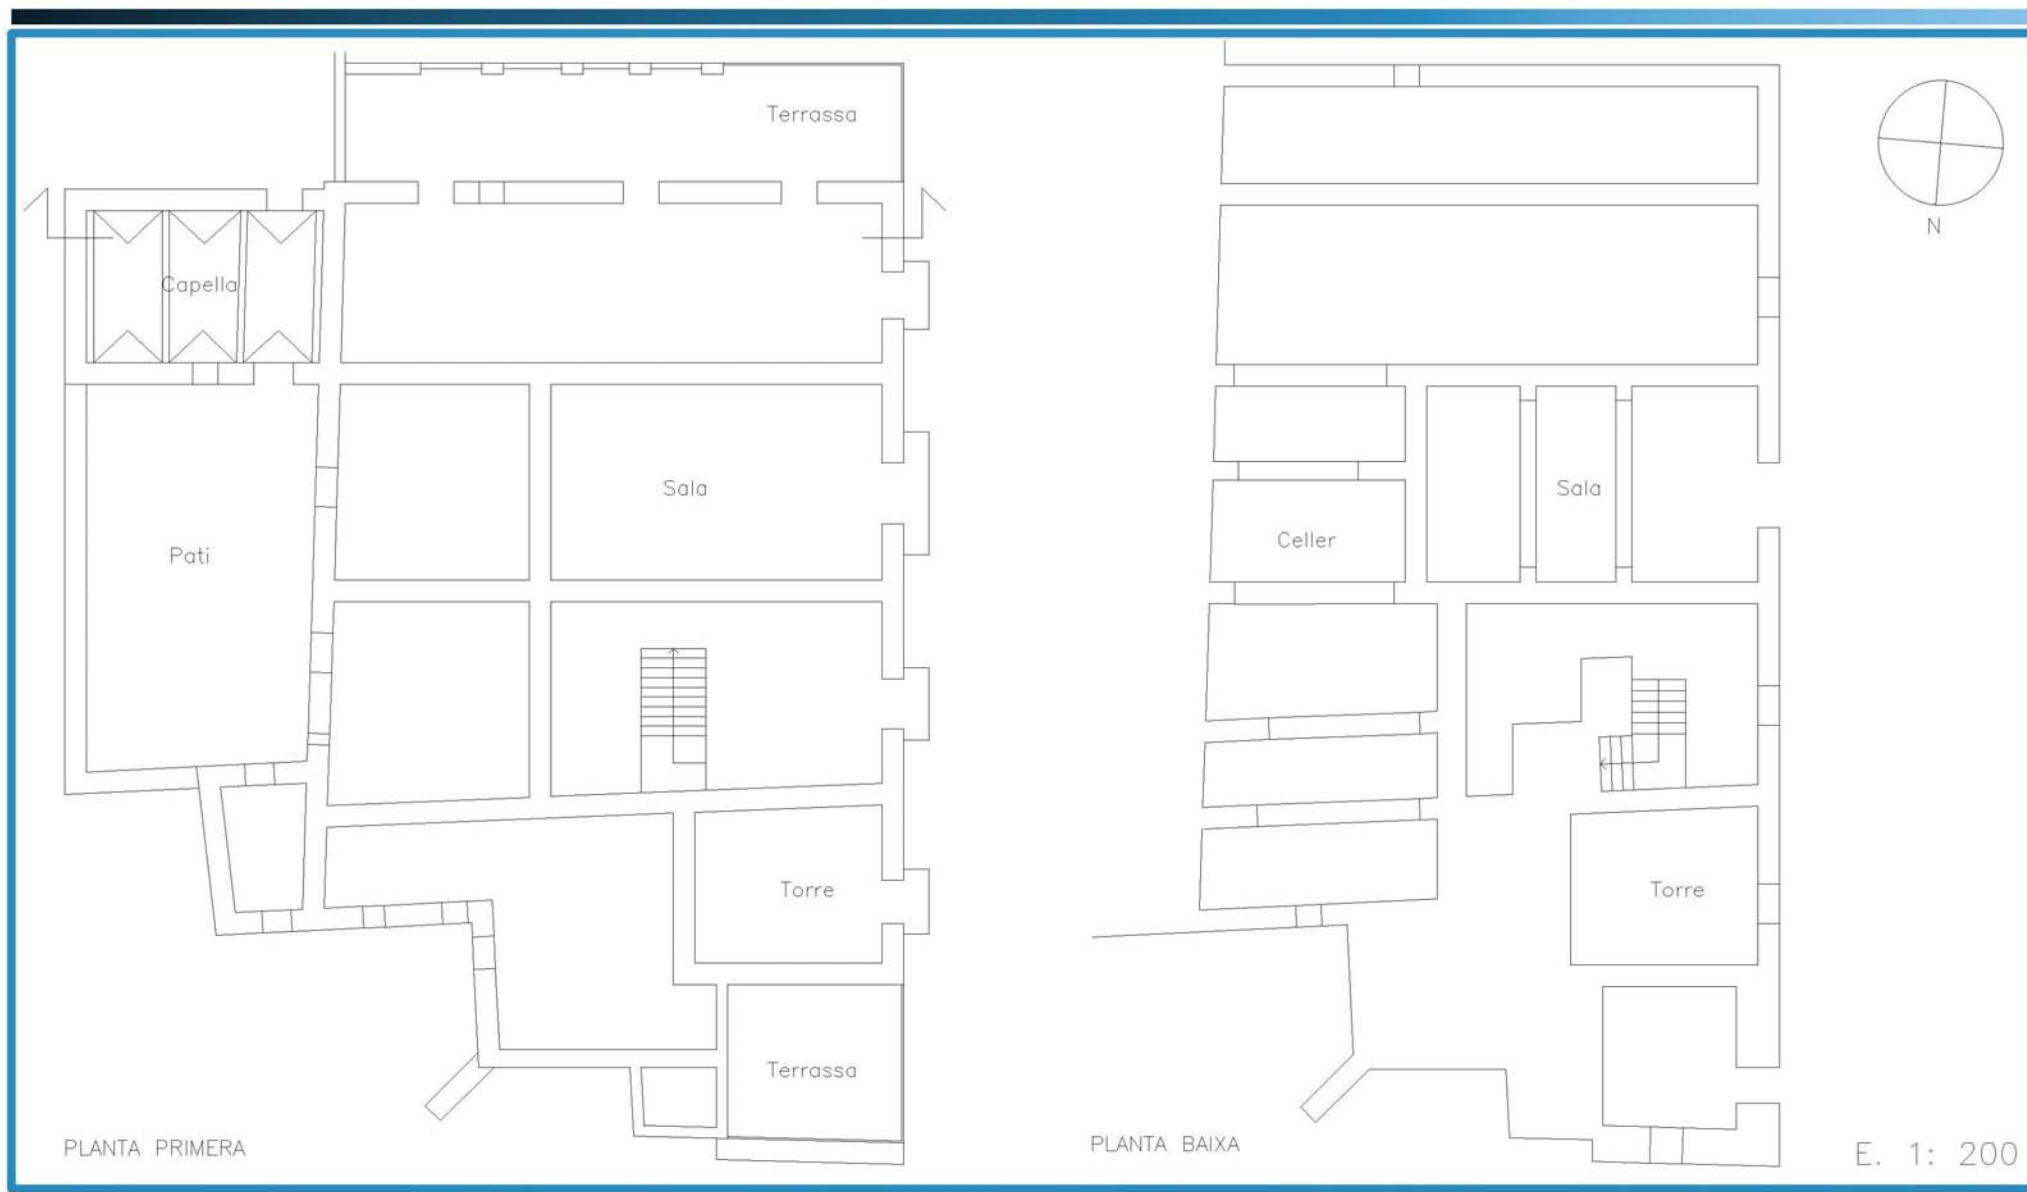 Terrassa
Capella
Sala
Pati
Torre
Terrassa
PLANTA PRIMERA
N
Sala
Celler
Torre
PLANTA BAIXA
E. 1: 200